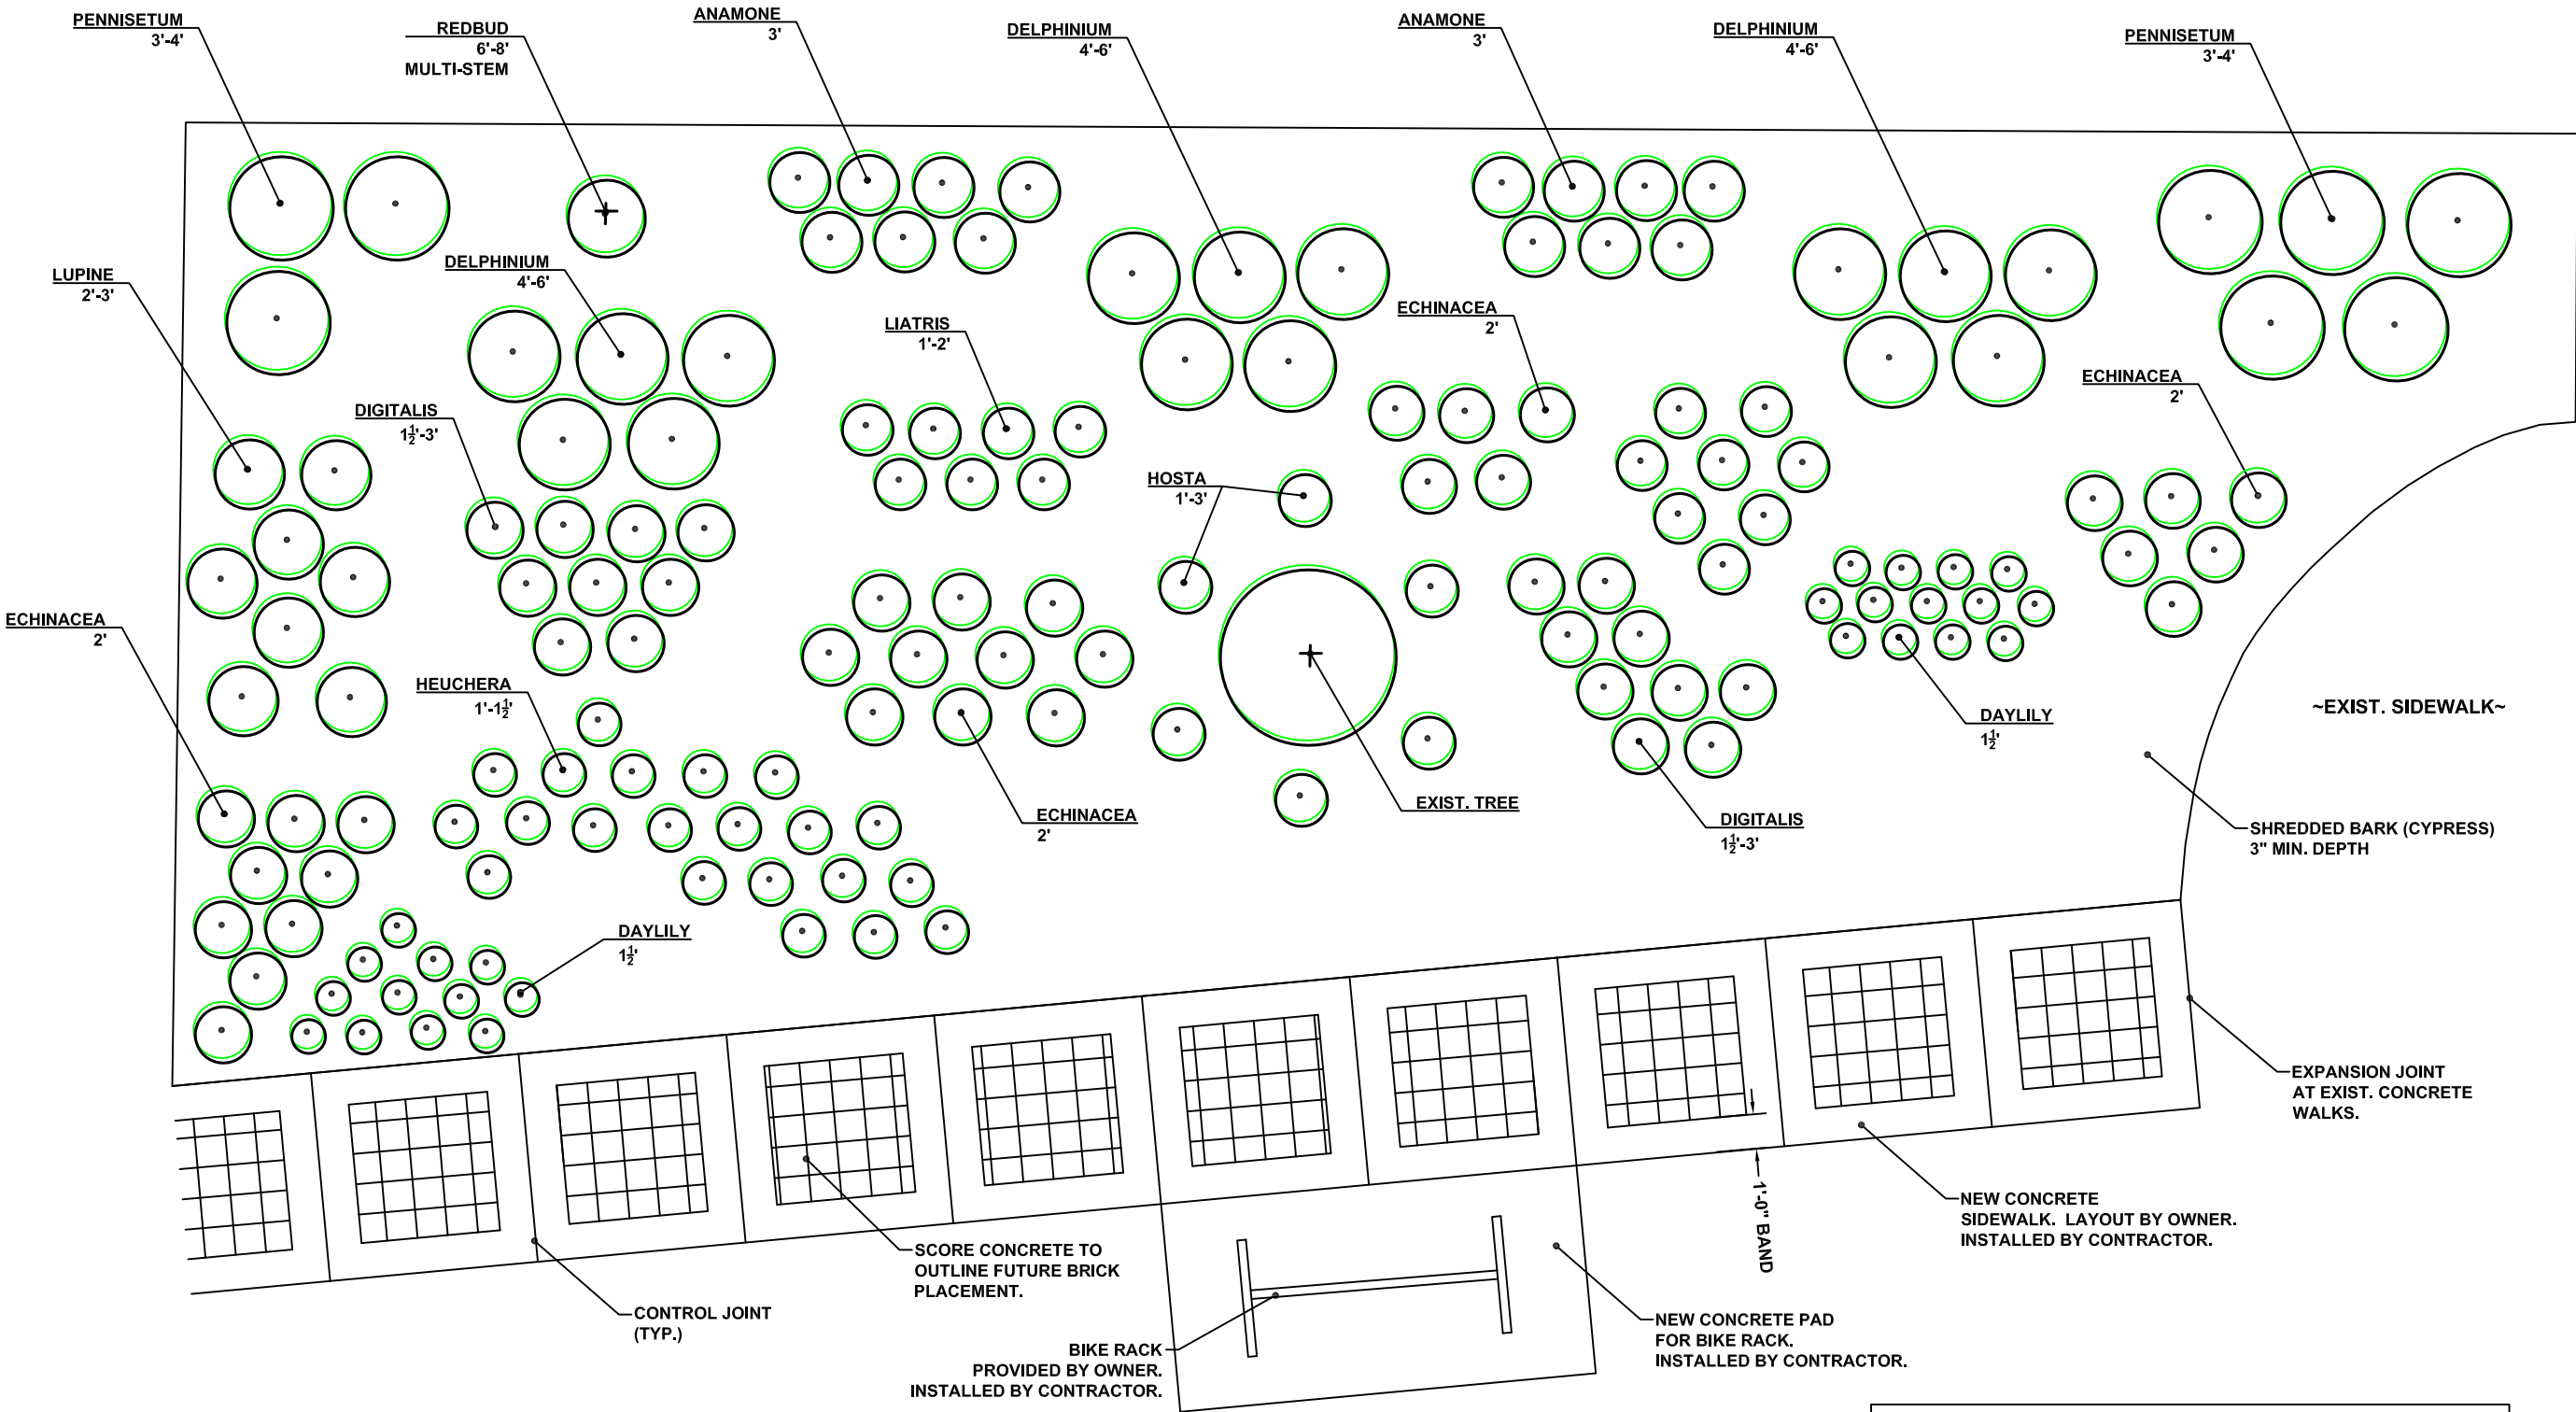 PENNISETUM
3'-4'
REDBUD
6'-8'
MULTI-STEM
ANAMONE
3'
DELPHINIUM
4'-6'
ANAMONE
3'
DELPHINIUM
4'-6'
PENNISETUM
3'-4'
LUPINE
2'-3'
DELPHINIUM
4'-6'
LIATRIS
1'-2'
ECHINACEA
2'
ECHINACEA
2'
DIGITALIS
1½'-3'
HOSTA
1'-3'
ECHINACEA
2'
HEUCHERA
1'-1½'
DAYLILY
1½'
~EXIST. SIDEWALK~
ECHINACEA
2'
EXIST. TREE
DIGITALIS
1½'-3'
SHREDDED BARK (CYPRESS)
3" MIN. DEPTH
DAYLILY
1½'
EXPANSION JOINT
AT EXIST. CONCRETE
WALKS.
1'-0" BAND
NEW CONCRETE
SIDEWALK. LAYOUT BY OWNER.
INSTALLED BY CONTRACTOR.
SCORE CONCRETE TO
OUTLINE FUTURE BRICK
PLACEMENT.
CONTROL JOINT
(TYP.)
BIKE RACK
PROVIDED BY OWNER.
INSTALLED BY CONTRACTOR.
NEW CONCRETE PAD
FOR BIKE RACK.
INSTALLED BY CONTRACTOR.